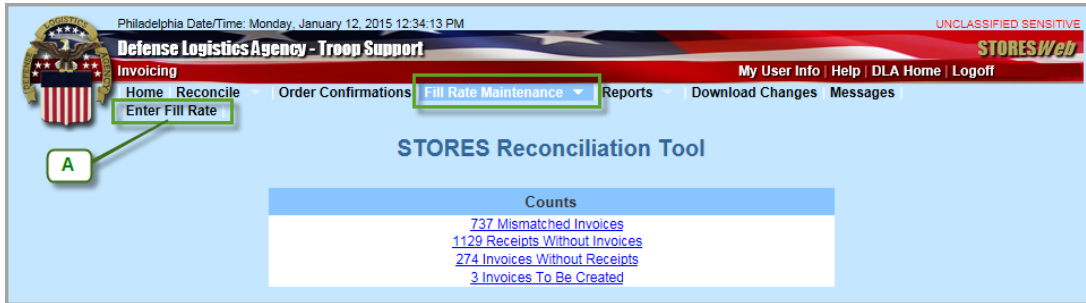 Philadelphia Date/Time: Monday, January 12, 2015 12:34:13 PM
UNCLASSIFIED SENSITIVE
Defense Logistics Agency - Troop Support
STORESWeb
Invoicing
My User Info | Help | DLA Home | Logoff
Home | Reconcile | Order Confirmations | Fill Rate Maintenance | Reports | Download Changes | Messages
Enter Fill Rate
A
STORES Reconciliation Tool
Counts
737 Mismatched Invoices
1129 Receipts Without Invoices
274 Invoices Without Receipts
3 Invoices To Be Created